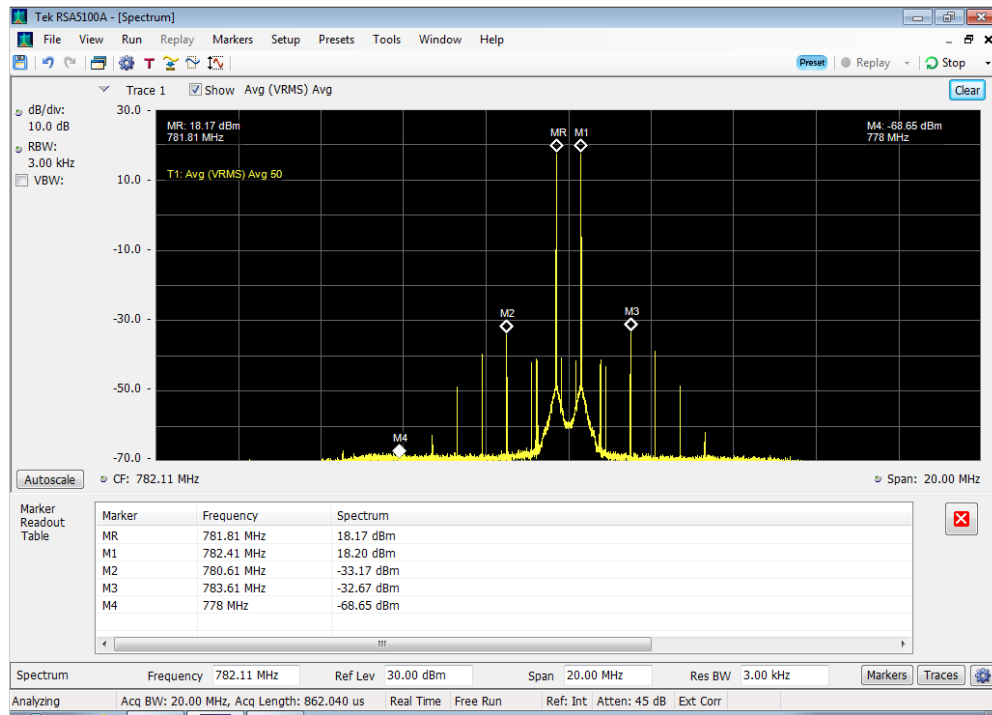 Tek RSA5100A - [Spectrum]
File View Run Replay Markers Setup Presets Tools Window Help
T Preset Replay Stop
Trace 1 Show Avg (VRMS) Avg Clear
dB/div:
10.0 dB
RBW:
3.00 kHz
VBW:
30.0
10.0
-10.0
-30.0
-50.0
-70.0
MR: 18.17 dBm
781.81 MHz
T1: Avg (VRMS) Avg 50
MR M1
M4: -68.65 dBm
778 MHz
M2
M3
M4
Autoscale CF: 782.11 MHz Span: 20.00 MHz
Marker
Readout
Table
Marker Frequency Spectrum
MR 781.81 MHz 18.17 dBm
M1 782.41 MHz 18.20 dBm
M2 780.61 MHz -33.17 dBm
M3 783.61 MHz -32.67 dBm
M4 778 MHz -68.65 dBm
Spectrum Frequency 782.11 MHz Ref Lev 30.00 dBm Span 20.00 MHz Res BW 3.00 kHz Markers Traces
Analyzing Acq BW: 20.00 MHz, Acq Length: 862.040 us Real Time Free Run Ref: Int Atten: 45 dB Ext Corr